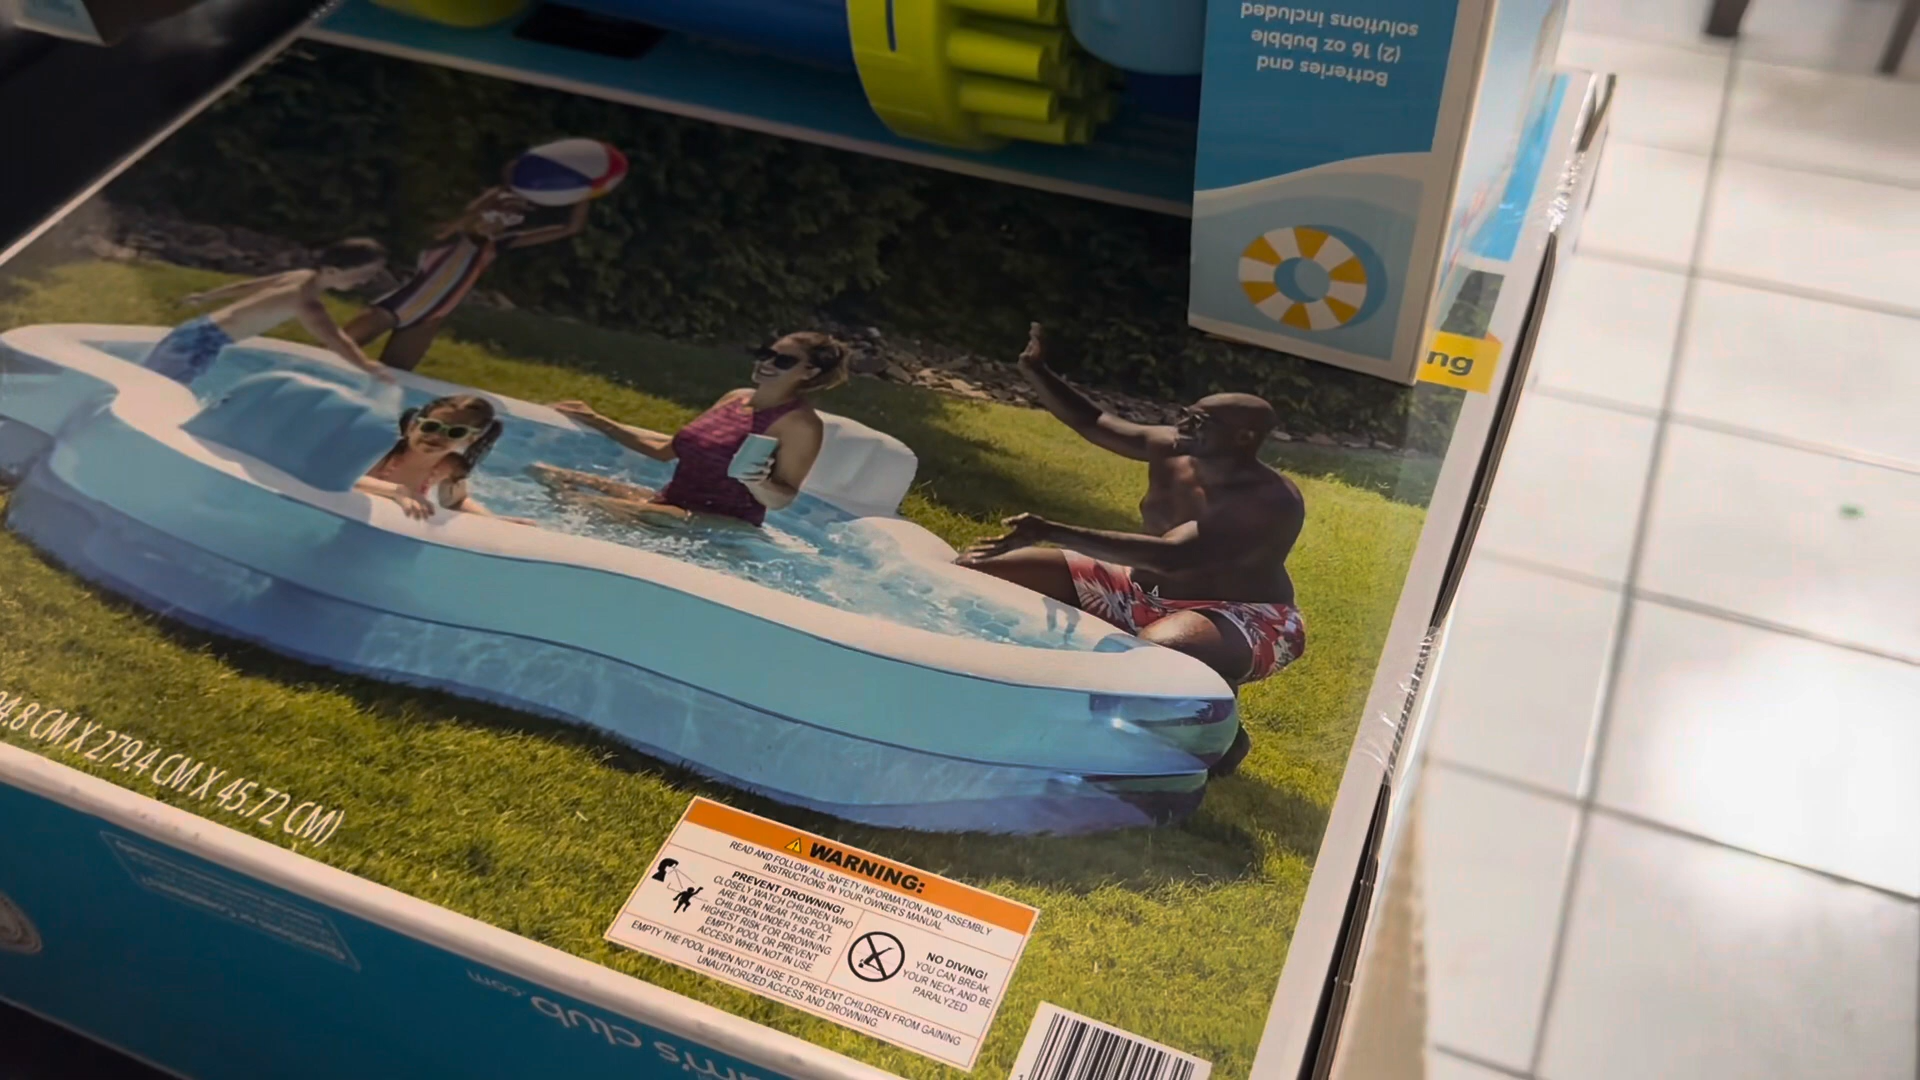 Batteries and
(2) 16 oz bubble
solutions included
ng
4.8 CM X 279.4 CM X 45.72 CM)
WARNING:
READ AND FOLLOW ALL SAFETY INFORMATION AND ASSEMBLY
INSTRUCTIONS IN YOUR OWNER'S MANUAL
PREVENT DROWNING!
CLOSELY WATCH CHILDREN WHO
ARE IN OR NEAR THIS POOL
CHILDREN UNDER 5 ARE AT
HIGHEST RISK FOR DROWNING
EMPTY POOL OR PREVENT
ACCESS WHEN NOT IN USE
NO DIVING!
YOU CAN BREAK
YOUR NECK AND BE
PARALYZED
EMPTY THE POOL WHEN NOT IN USE TO PREVENT CHILDREN FROM GAINING
UNAUTHORIZED ACCESS AND DROWNING
m's club.com